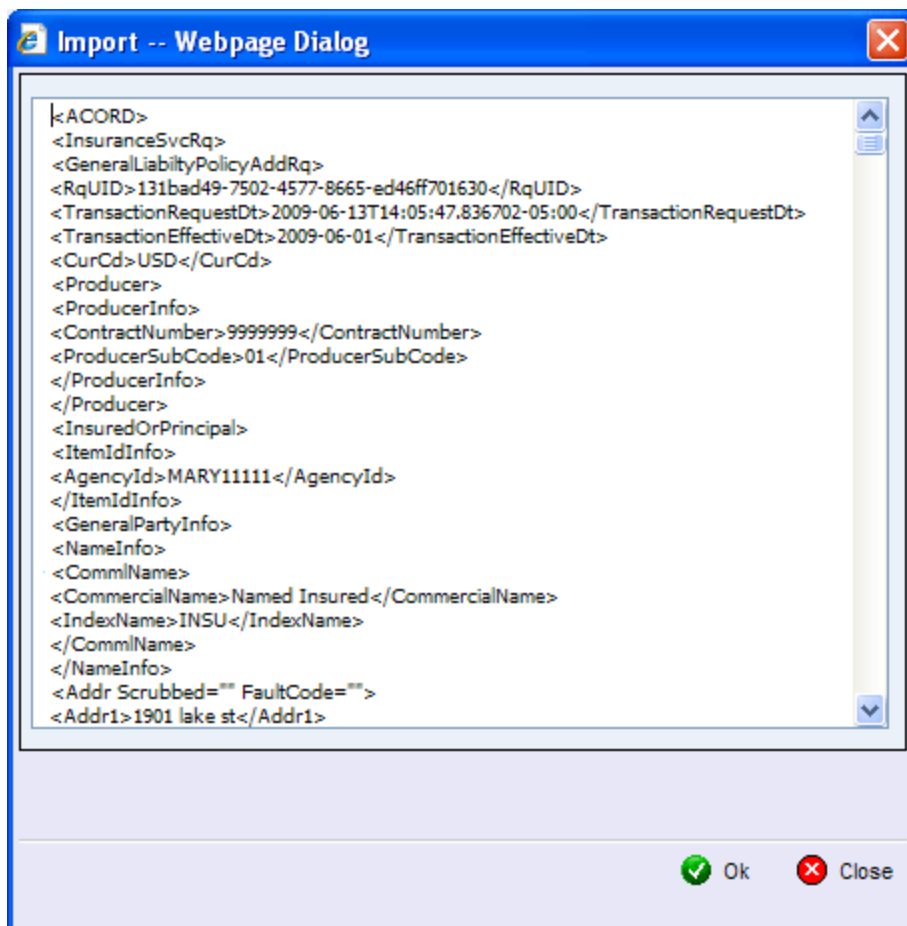 Import -- Webpage Dialog
<ACORD>
<InsuranceSvcRq>
<GeneralLiabiltyPolicyAddRq>
<RqUID>131bad49-7502-4577-8665-ed46ff701630</RqUID>
<TransactionRequestDt>2009-06-13T14:05:47.836702-05:00</TransactionRequestDt>
<TransactionEffectiveDt>2009-06-01</TransactionEffectiveDt>
<CurCd>USD</CurCd>
<Producer>
<ProducerInfo>
<ContractNumber>9999999</ContractNumber>
<ProducerSubCode>01</ProducerSubCode>
</ProducerInfo>
</Producer>
<InsuredOrPrincipal>
<ItemIdInfo>
<AgencyId>MARY11111</AgencyId>
</ItemIdInfo>
<GeneralPartyInfo>
<NameInfo>
<CommlName>
<CommercialName>Named Insured</CommercialName>
<IndexName>INSU</IndexName>
</CommlName>
</NameInfo>
<Addr Scrubbed="" FaultCode="">
<Addr1>1901 lake st</Addr1>
Ok Close